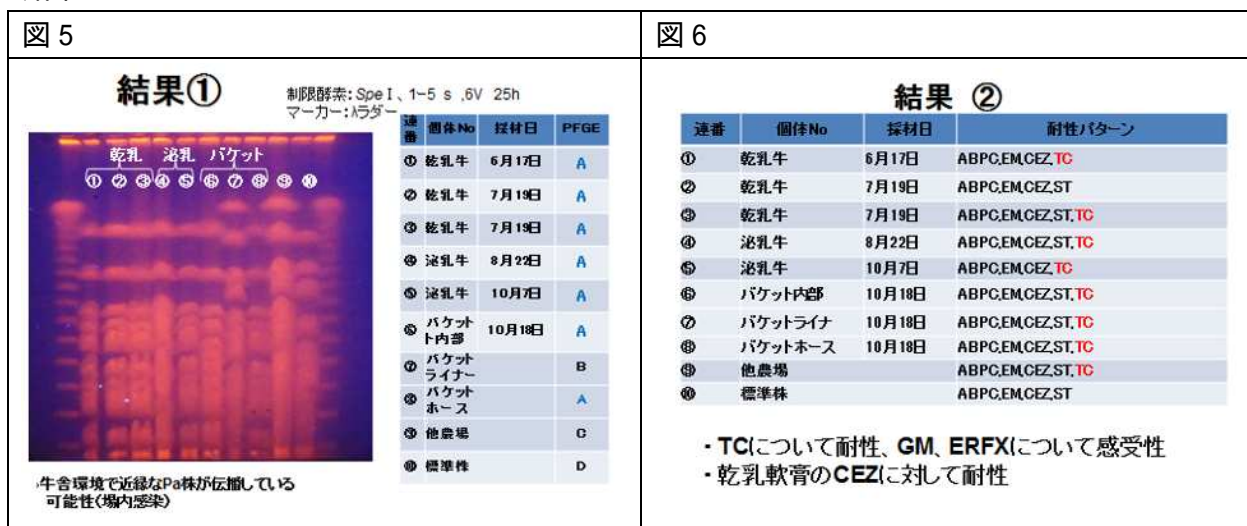 図 5
図 6
結果①
制限酵素: Spe I 、1-5 s ,6V 25h
マーカー:λラダー
乾乳 泌乳 バケット
① ② ③ ④ ⑤ ⑥ ⑦ ⑧ ⑨ ⑩
連番 個体No 採材日 PFGE
① 乾乳牛 6月17日 A
② 乾乳牛 7月19日 A
③ 乾乳牛 7月19日 A
④ 泌乳牛 8月22日 A
⑤ 泌乳牛 10月7日 A
⑥ バケット内部 10月18日 A
⑦ バケットライナー B
⑧ バケットホース A
⑨ 他農場 C
⑩ 標準株 D
牛舎環境で近縁なPa株が伝播している
可能性(場内感染)
結果 ②
連番 個体No 採材日 耐性パターン
① 乾乳牛 6月17日 ABPC,EM,CEZ,TC
② 乾乳牛 7月19日 ABPC,EM,CEZ,ST
③ 乾乳牛 7月19日 ABPC,EM,CEZ,ST,TC
④ 泌乳牛 8月22日 ABPC,EM,CEZ,ST,TC
⑤ 泌乳牛 10月7日 ABPC,EM,CEZ,TC
⑥ バケット内部 10月18日 ABPC,EM,CEZ,ST,TC
⑦ バケットライナ 10月18日 ABPC,EM,CEZ,ST,TC
⑧ バケットホース 10月18日 ABPC,EM,CEZ,ST,TC
⑨ 他農場 ABPC,EM,CEZ,ST,TC
⑩ 標準株 ABPC,EM,CEZ,ST
・TCについて耐性、GM、ERFXについて感受性
・乾乳軟膏のCEZに対して耐性